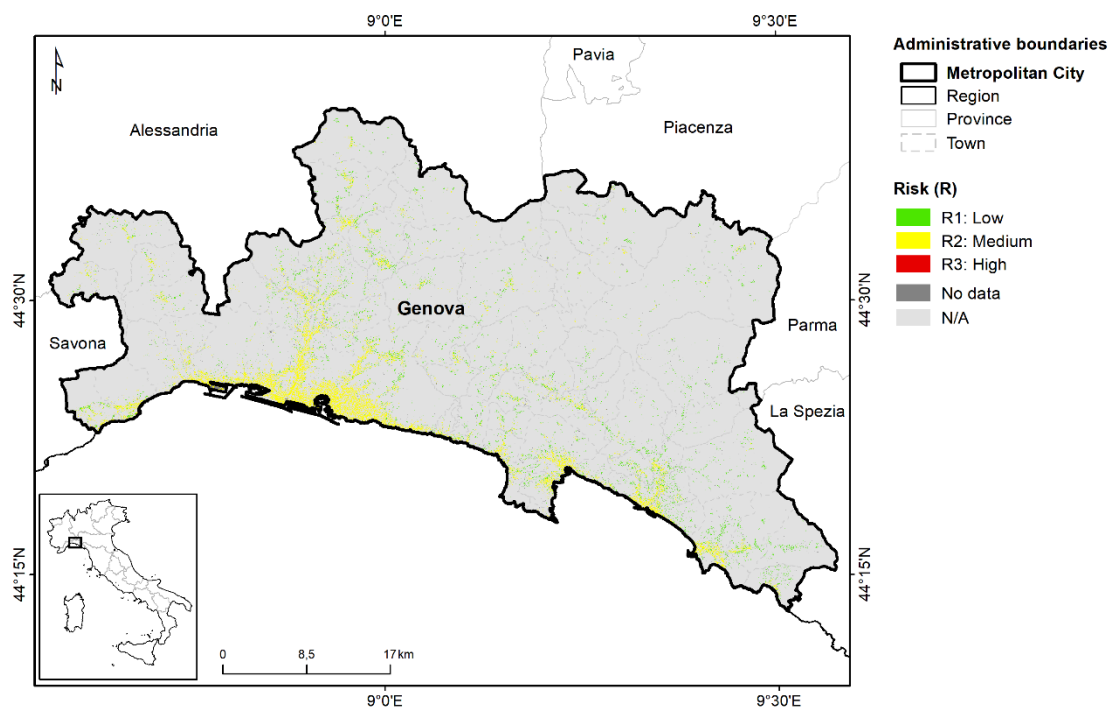 9°0'E
9°30'E
N
Pavia
Alessandria
Piacenza
44°30'N
44°30'N
Genova
Savona
Parma
La Spezia
44°15'N
44°15'N
0
8,5
17 km
9°0'E
9°30'E
Administrative boundaries
Metropolitan City
Region
Province
Town
Risk (R)
R1: Low
R2: Medium
R3: High
No data
N/A